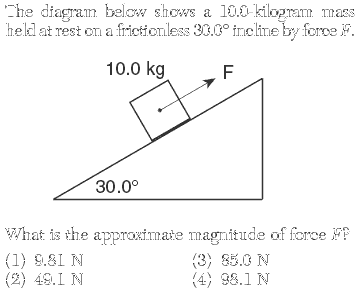 The diagram below shows a 10.0-kilogram mass
held at rest on a frictionless 30.0° incline by force F.
10.0 kg
F
30.0°
What is the approximate magnitude of force F?
(1) 9.81 N
(3) 85.0 N
(2) 49.1 N
(4) 98.1 N